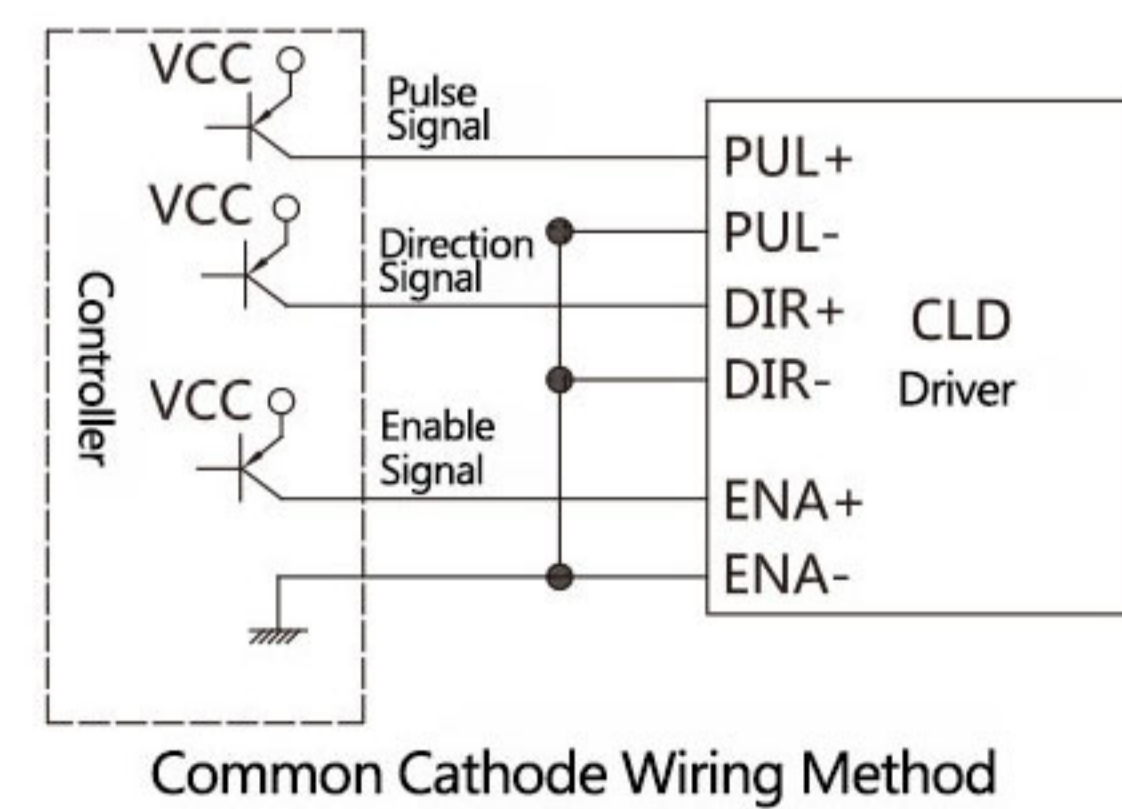 VCC
Pulse
Signal
PUL+
VCC
PUL-
Direction
Signal
DIR+
CLD
Controller
DIR-
Driver
VCC
Enable
Signal
ENA+
ENA-
Common Cathode Wiring Method